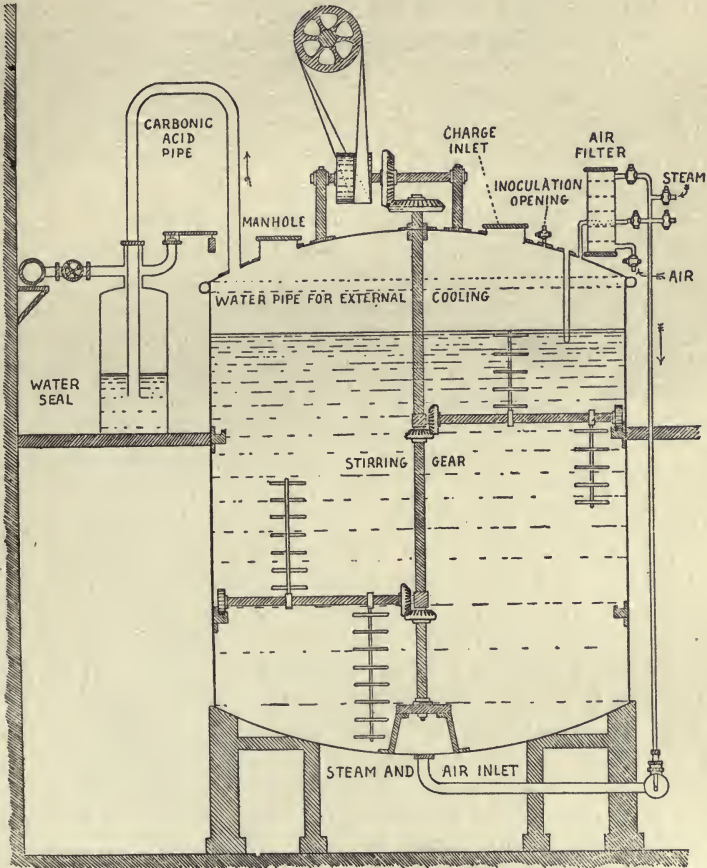 CARBONIC
ACID
PIPE
CHARGE
INLET
AIR
FILTER
STEAM
INOCULATION
OPENING
MANHOLE
AIR
WATER PIPE FOR EXTERNAL COOLING
WATER
SEAL
STIRRING GEAR
STEAM AND AIR INLET